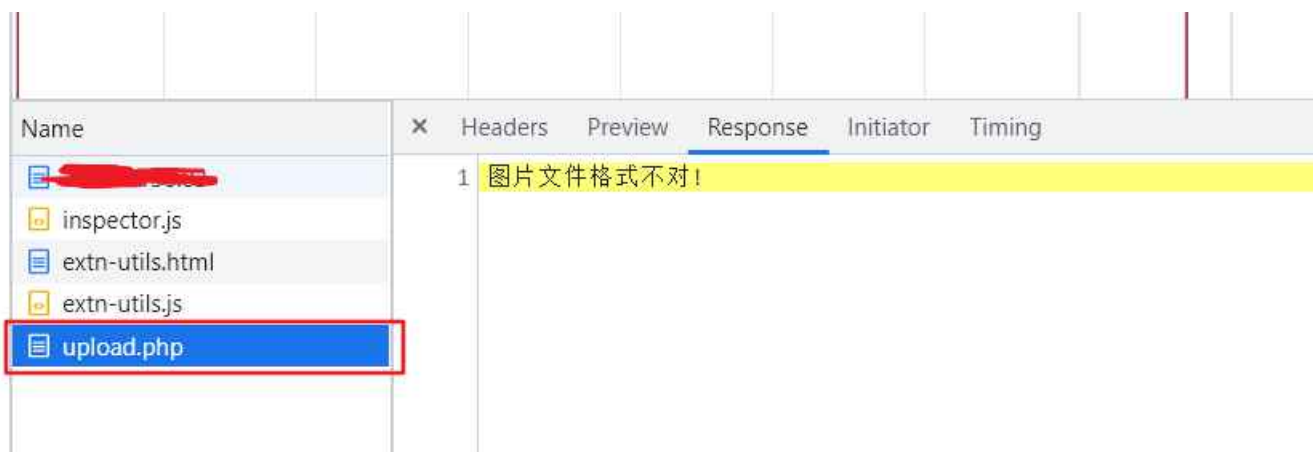 Name
× Headers Preview Response Initiator Timing
1 图片文件格式不对!
inspector.js
extn-utils.html
extn-utils.js
upload.php